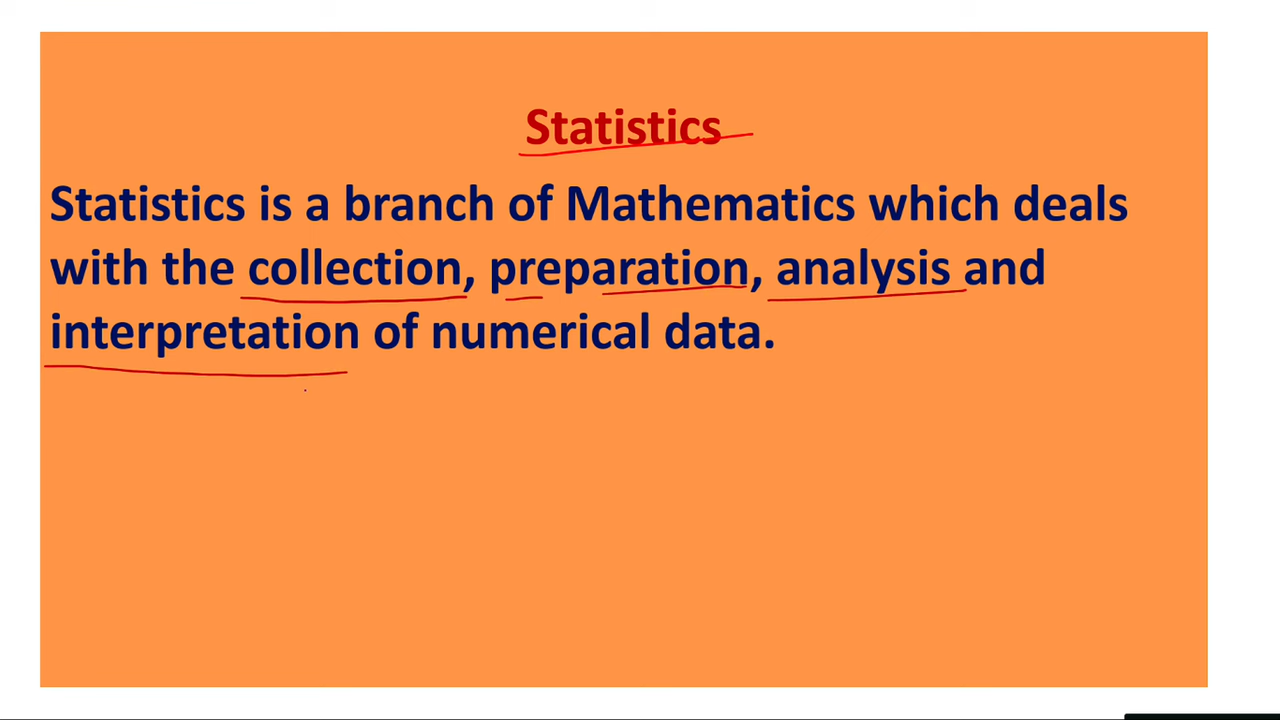 Statistics
Statistics is a branch of Mathematics which deals
with the collection, preparation, analysis and
interpretation of numerical data.